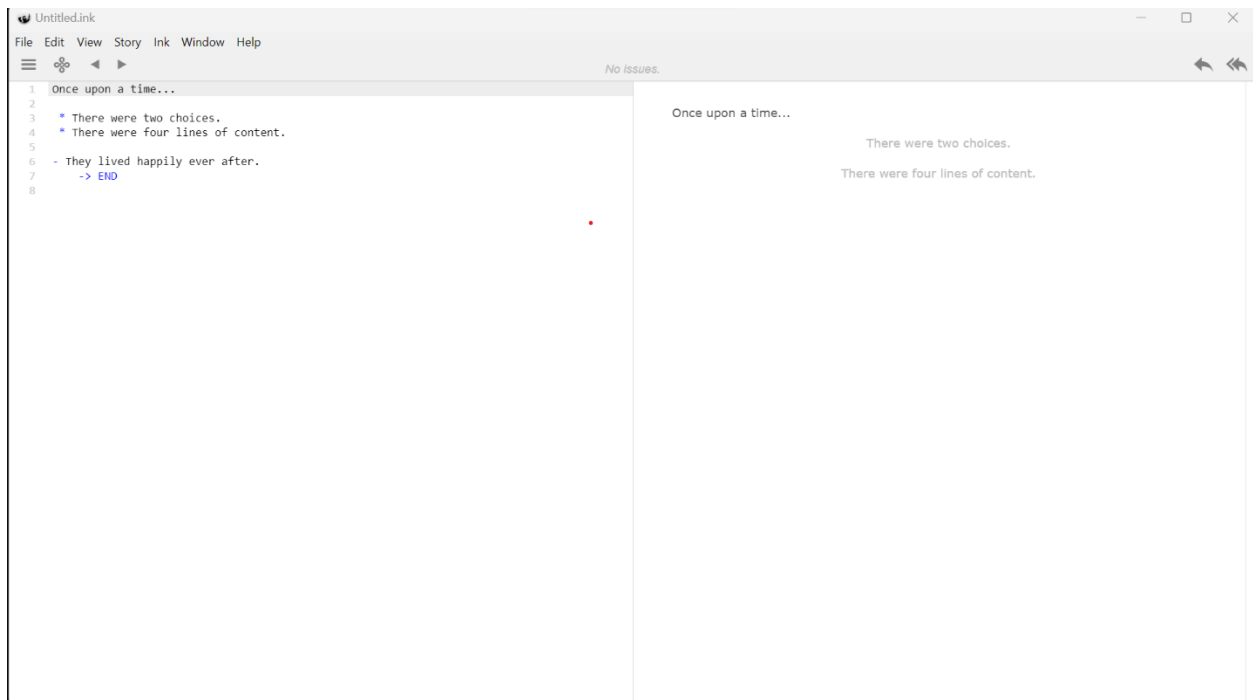 Untitled.ink
File Edit View Story Ink Window Help
No issues.
1 Once upon a time...
2
3 * There were two choices.
4 * There were four lines of content.
5
6 - They lived happily ever after.
7 -> END
8
Once upon a time...
There were two choices.
There were four lines of content.